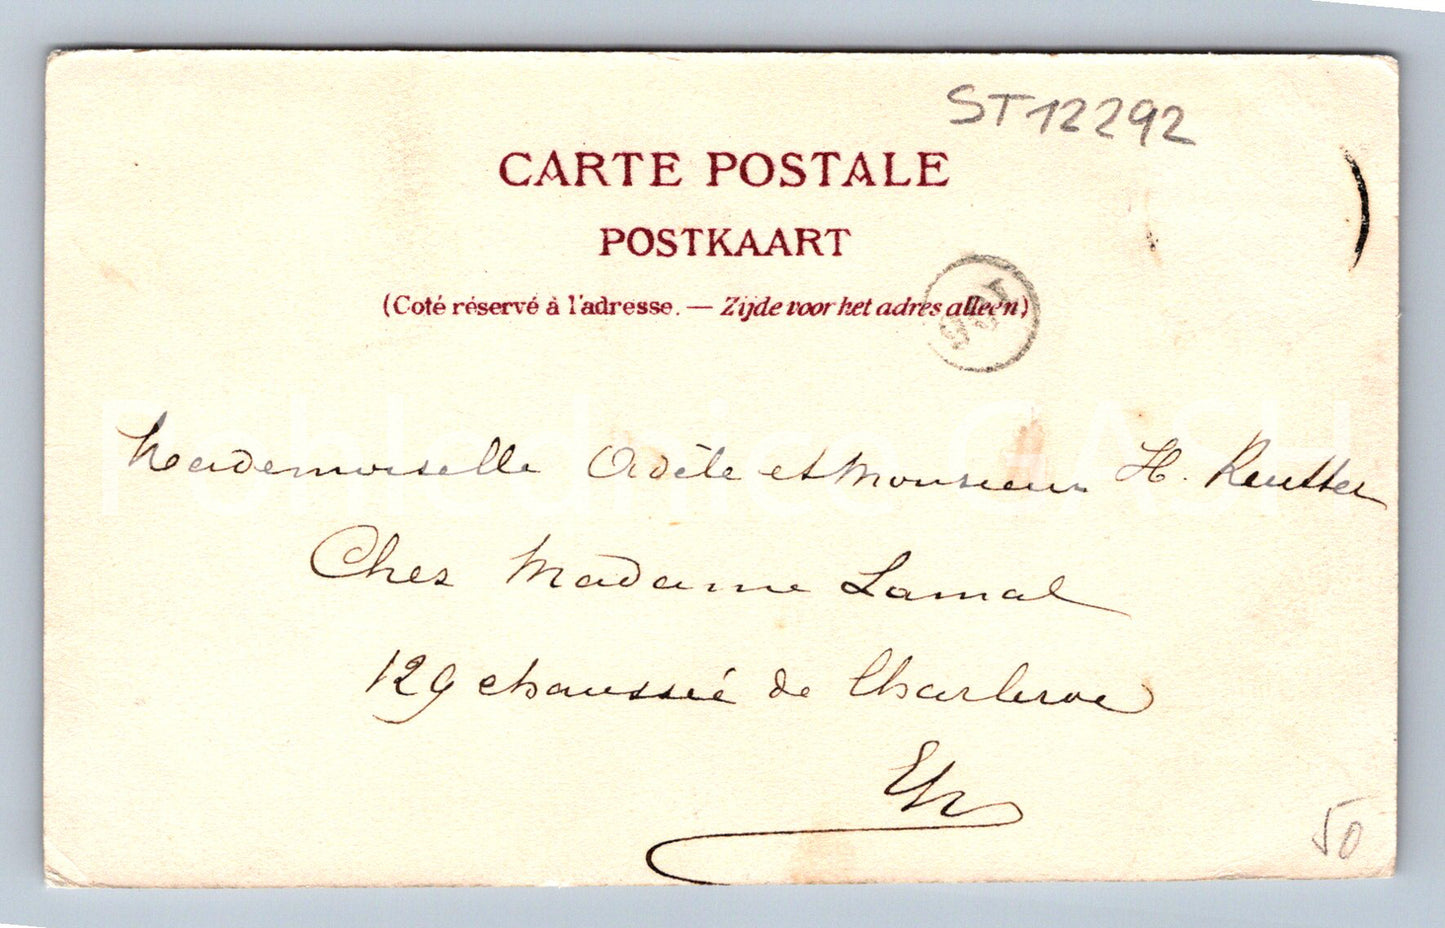 ST12292
CARTE POSTALE
POSTKAART
(Coté réservé à l'adresse. — Zijde voor het adres alleen)
Mademoiselle Adèle et Monsieur H. Reutter
Chez Madame Lamal
129 chaussée de Charleroi
E/V
50